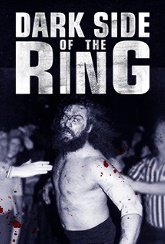 DARK SIDE
OF THE
RING